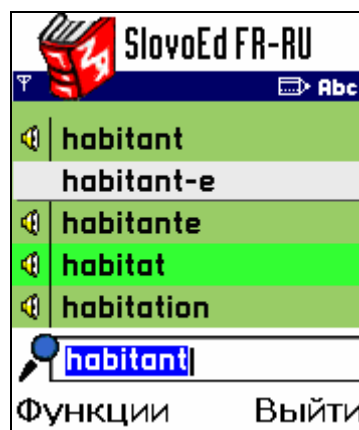 SlovoEd FR-RU
Abc
habitant
habitant-e
habitante
habitat
habitation
habitant
Функции Выйти